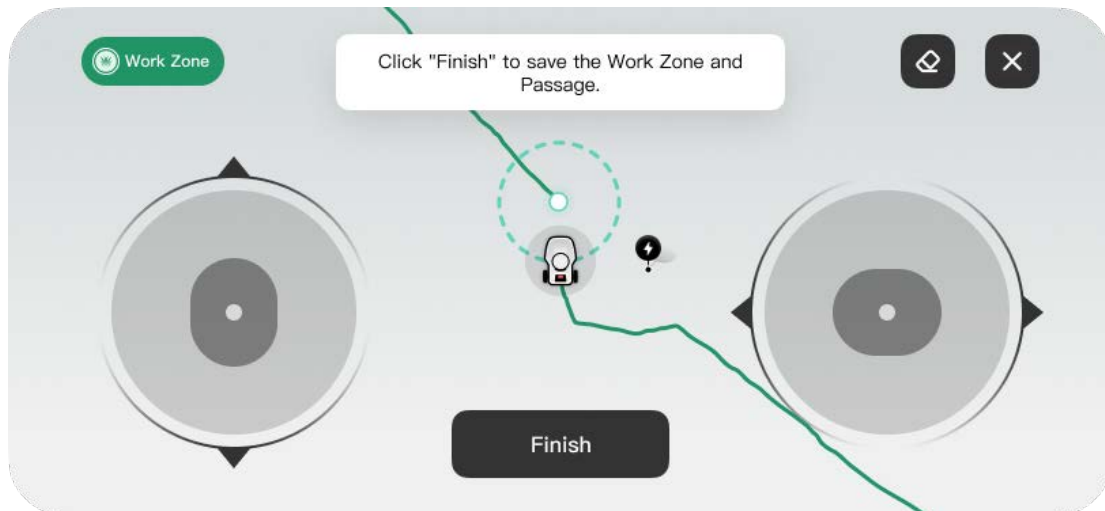 Work Zone
Click "Finish" to save the Work Zone and
Passage.
Finish